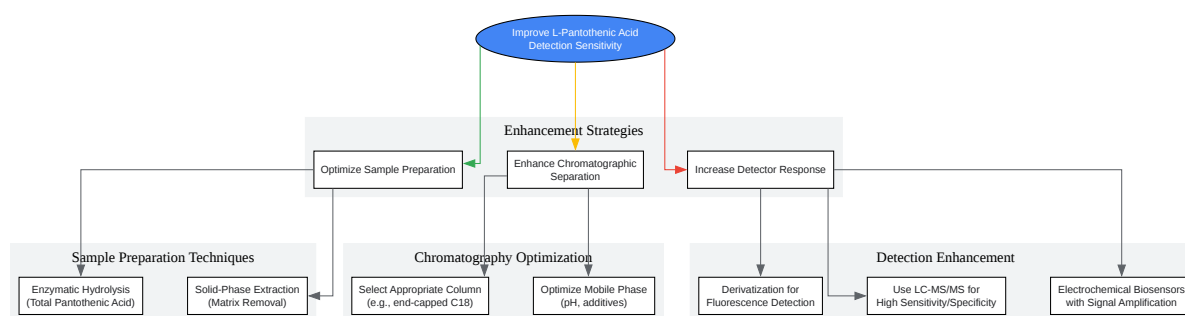 Improve L-Pantothenic Acid
Detection Sensitivity
Enhancement Strategies
Optimize Sample Preparation
Enhance Chromatographic
Separation
Increase Detector Response
Sample Preparation Techniques
Enzymatic Hydrolysis
(Total Pantothenic Acid)
Solid-Phase Extraction
(Matrix Removal)
Chromatography Optimization
Select Appropriate Column
(e.g., end-capped C18)
Optimize Mobile Phase
(pH, additives)
Detection Enhancement
Derivatization for
Fluorescence Detection
Use LC-MS/MS for
High Sensitivity/Specificity
Electrochemical Biosensors
with Signal Amplification